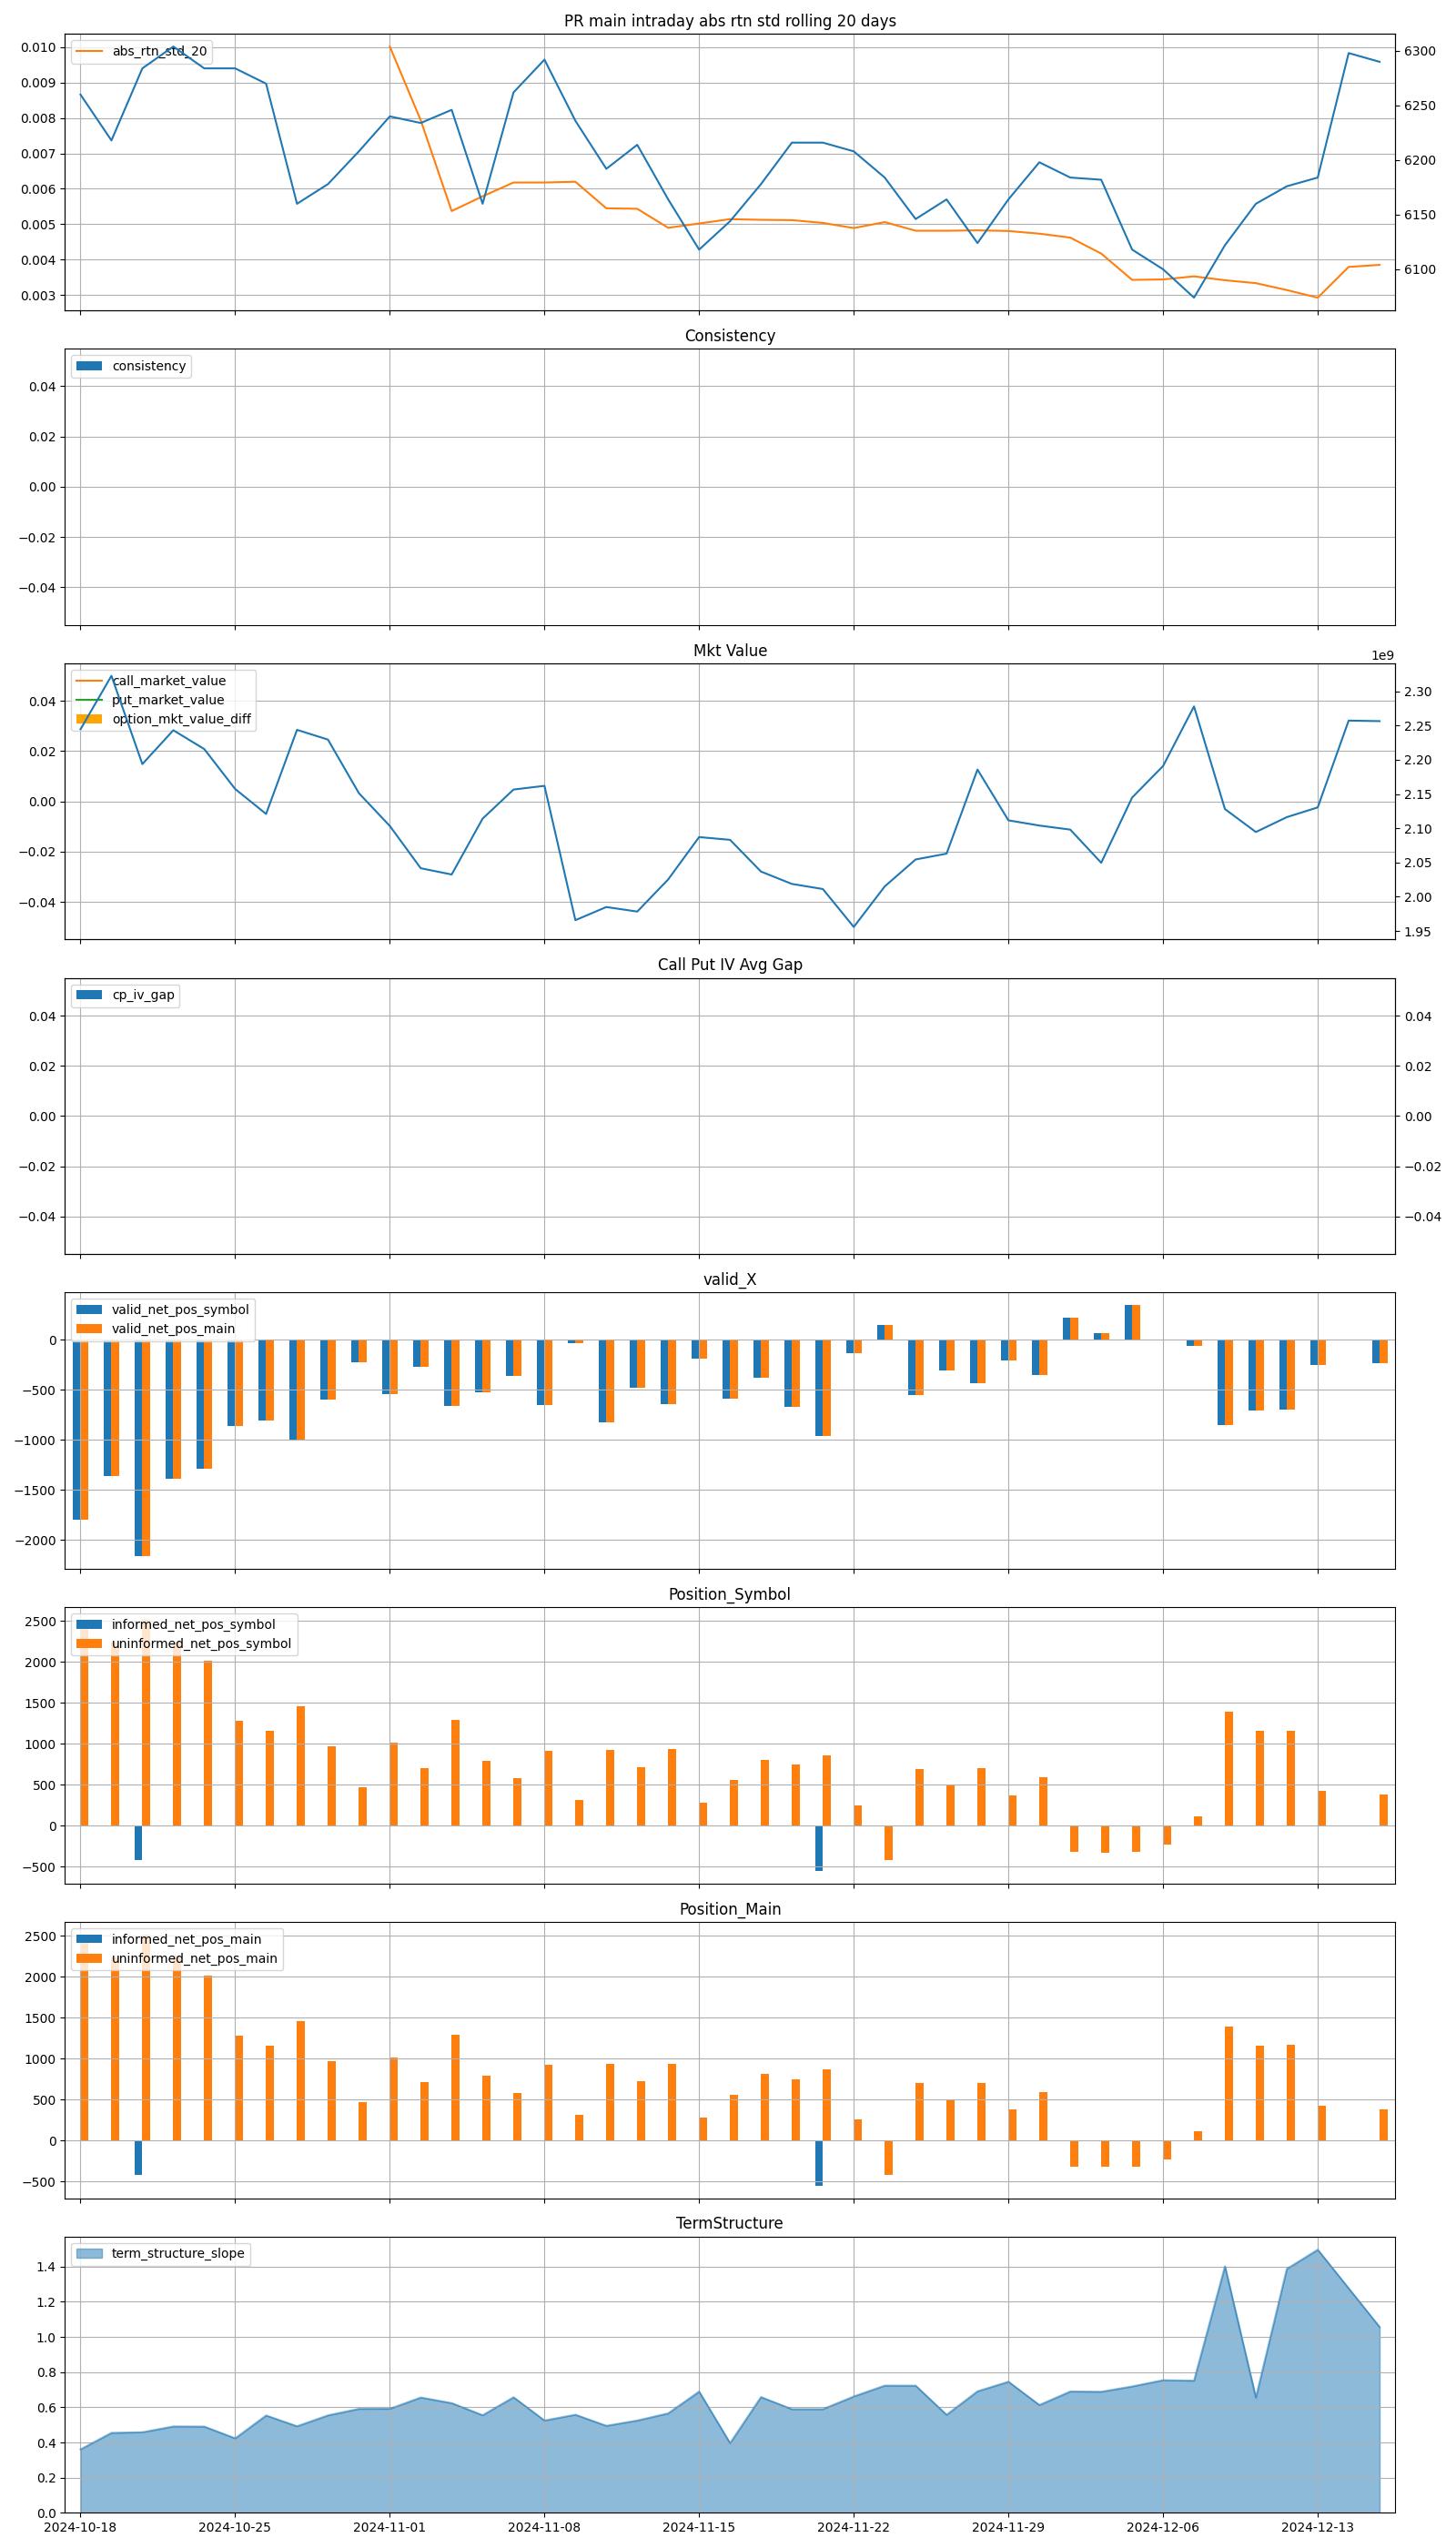 PR main intraday abs rtn std rolling 20 days
abs_rtn_std_20
0.010
0.009
0.008
0.007
0.006
0.005
0.004
0.003
6300
6250
6200
6150
6100
Consistency
consistency
0.04
0.02
0.00
−0.02
−0.04
Mkt Value
1e9
call_market_value
put_market_value
option_mkt_value_diff
0.04
0.02
0.00
−0.02
−0.04
2.30
2.25
2.20
2.15
2.10
2.05
2.00
1.95
Call Put IV Avg Gap
cp_iv_gap
0.04
0.02
0.00
−0.02
−0.04
0.04
0.02
0.00
−0.02
−0.04
valid_X
valid_net_pos_symbol
valid_net_pos_main
0
−500
−1000
−1500
−2000
Position_Symbol
informed_net_pos_symbol
uninformed_net_pos_symbol
2500
2000
1500
1000
500
0
−500
Position_Main
informed_net_pos_main
uninformed_net_pos_main
2500
2000
1500
1000
500
0
−500
TermStructure
term_structure_slope
1.4
1.2
1.0
0.8
0.6
0.4
0.2
0.0
2024-10-18 2024-10-25 2024-11-01 2024-11-08 2024-11-15 2024-11-22 2024-11-29 2024-12-06 2024-12-13